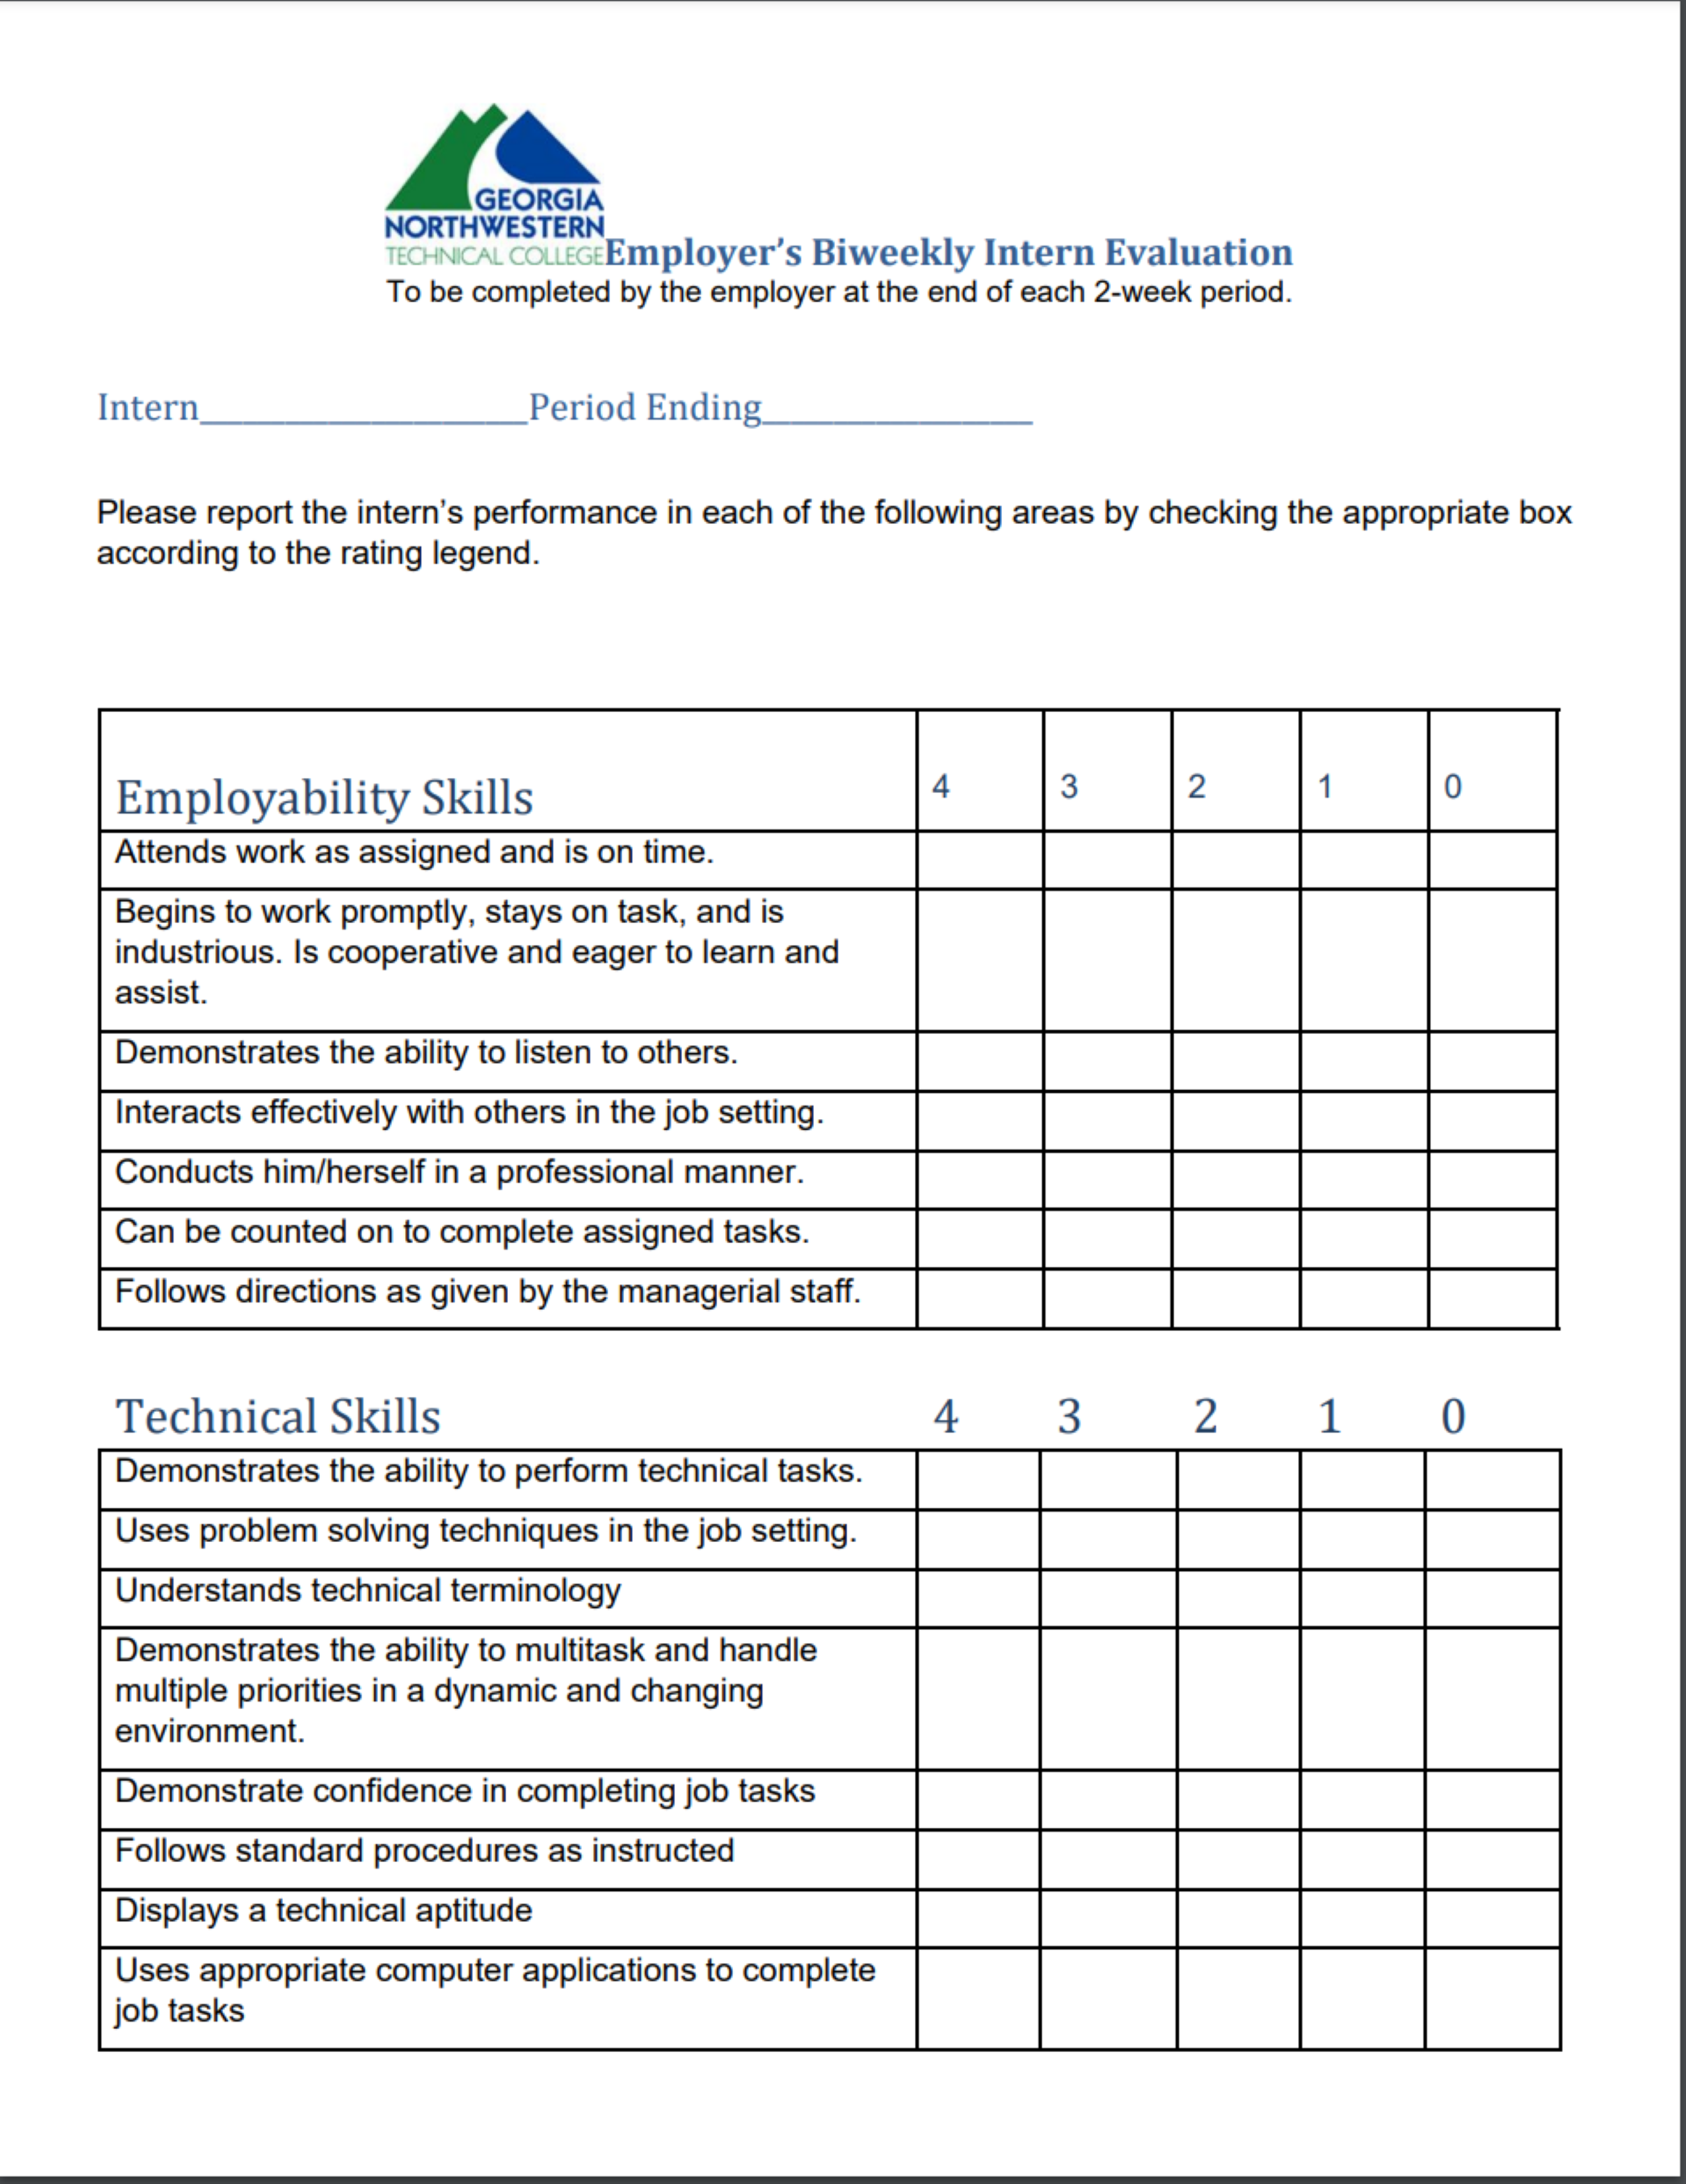 GEORGIA
NORTHWESTERN
TECHNICAL COLLEGE Employer’s Biweekly Intern Evaluation
To be completed by the employer at the end of each 2-week period.
Intern_______________________Period Ending___________________
Please report the intern’s performance in each of the following areas by checking the appropriate box
according to the rating legend.
Employability Skills 4 3 2 1 0
Attends work as assigned and is on time.
Begins to work promptly, stays on task, and is
industrious. Is cooperative and eager to learn and
assist.
Demonstrates the ability to listen to others.
Interacts effectively with others in the job setting.
Conducts him/herself in a professional manner.
Can be counted on to complete assigned tasks.
Follows directions as given by the managerial staff.
Technical Skills 4 3 2 1 0
Demonstrates the ability to perform technical tasks.
Uses problem solving techniques in the job setting.
Understands technical terminology
Demonstrates the ability to multitask and handle
multiple priorities in a dynamic and changing
environment.
Demonstrate confidence in completing job tasks
Follows standard procedures as instructed
Displays a technical aptitude
Uses appropriate computer applications to complete
job tasks